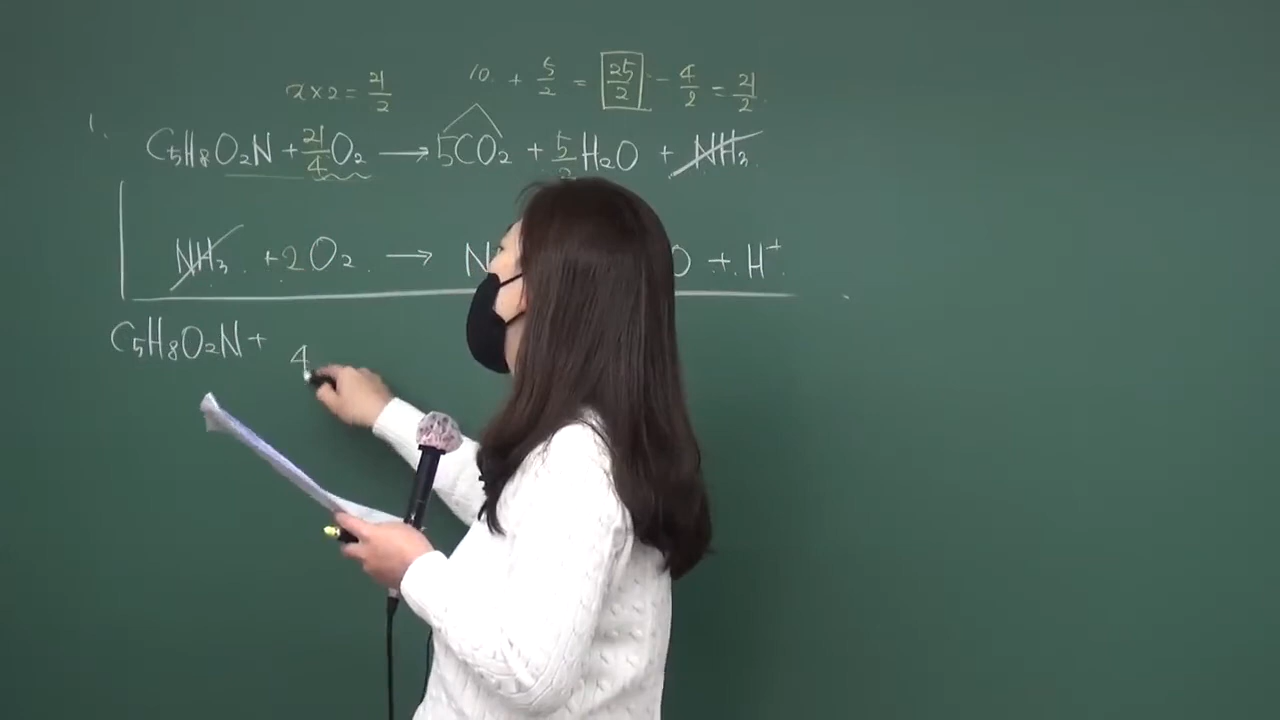 x×2=21/2 10 + 5/2 = 25/2 - 4/2 = 21/2
1.
C5H8O2N + 21/4 O2 → 5CO2 + 5/2 H2O + NH3
NH3 + 2O2 → N O + H+
C5H8O2N + 4